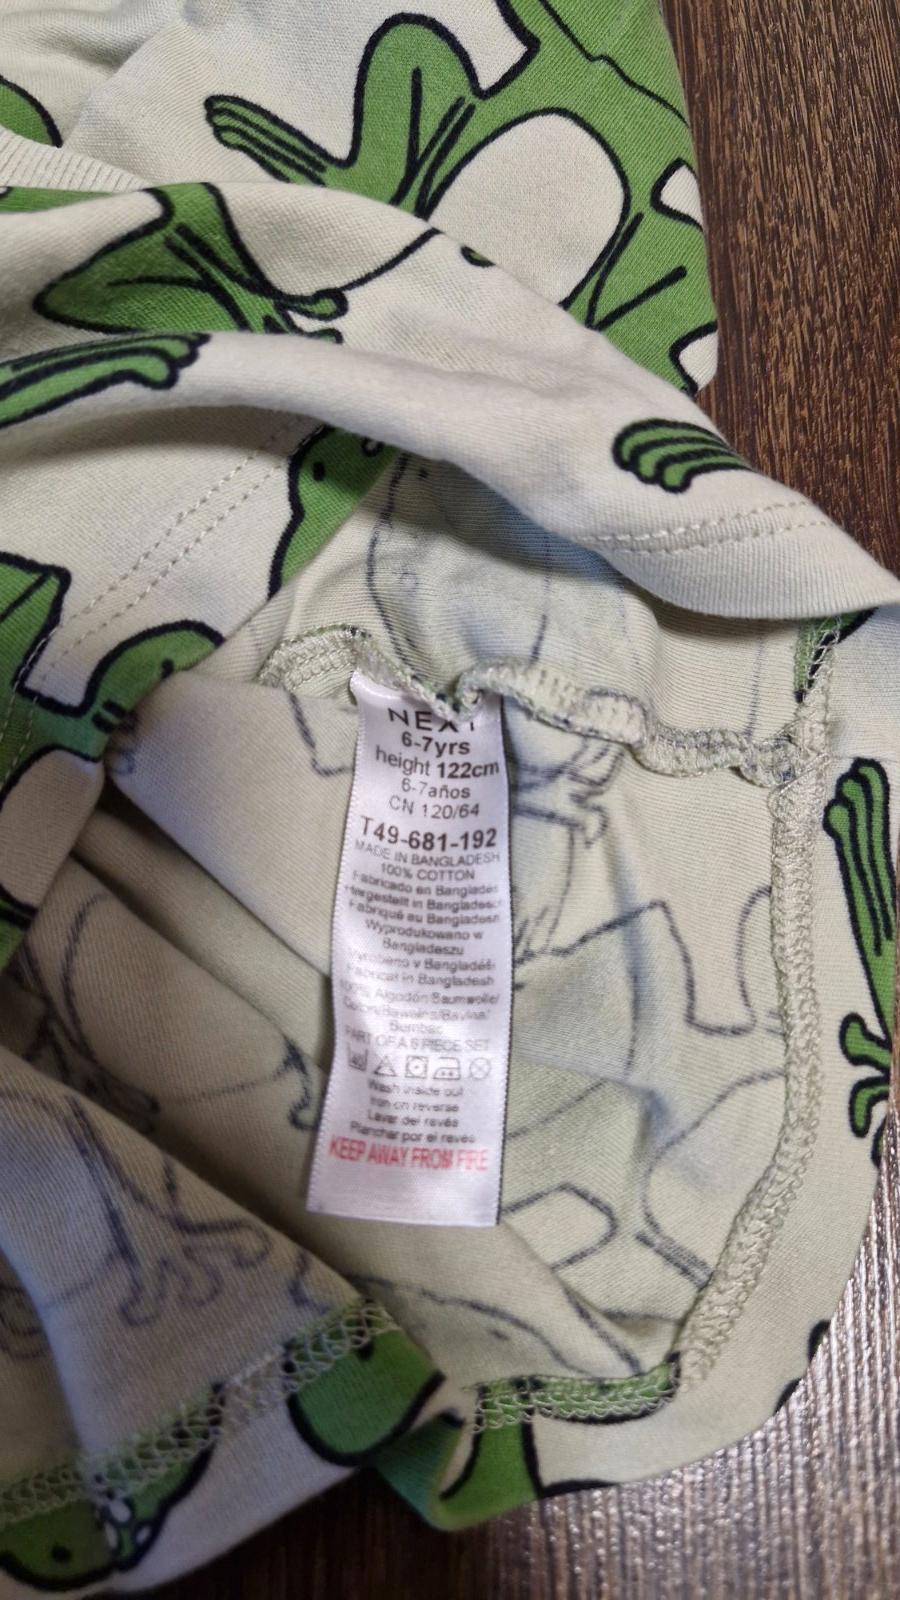 NEXT
6-7yrs
height 122cm
6-7años
CN 120/64
T49-681-192
MADE IN BANGLADESH
100% COTTON
Fabricado en Bangladés
Hergestellt in Bangladesch
Fabriqué au Bangladesh
Wyprodukowano w
Bangladeszu
Vyrobeno v Bangladéši
Fabricat în Bangladesh
100% Algodón/Baumwolle/
Coton/Bawełna/Bavlna/
Bumbac
PART OF A 6 PIECE SET
Wash inside out
Iron on reverse
Lavar del revés
Planchar por el revés
KEEP AWAY FROM FIRE